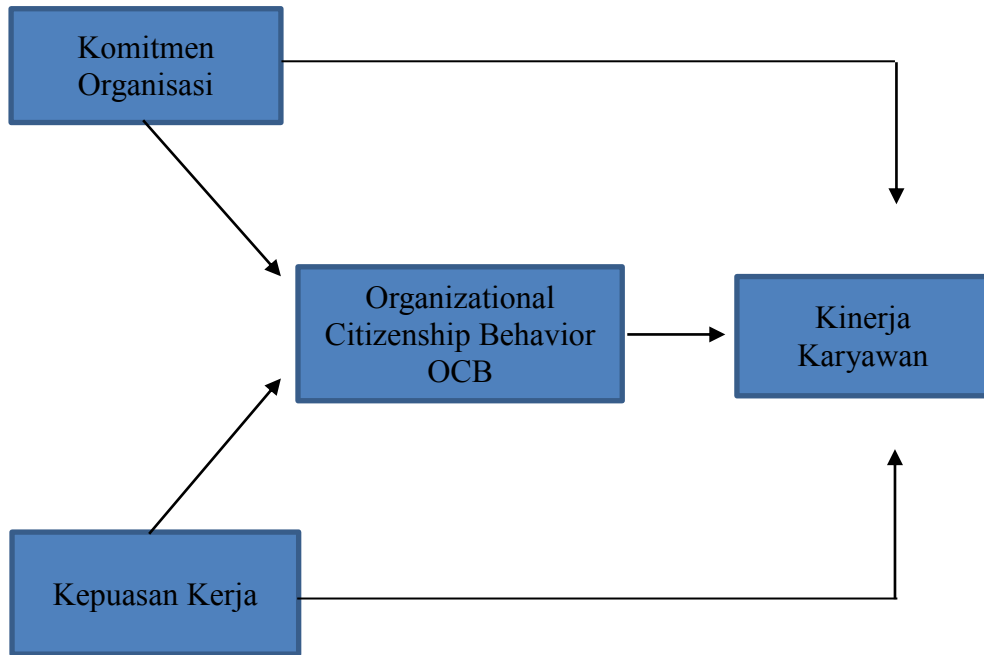 Komitmen
Organisasi
Organizational
Citizenship Behavior
OCB
Kinerja
Karyawan
Kepuasan Kerja